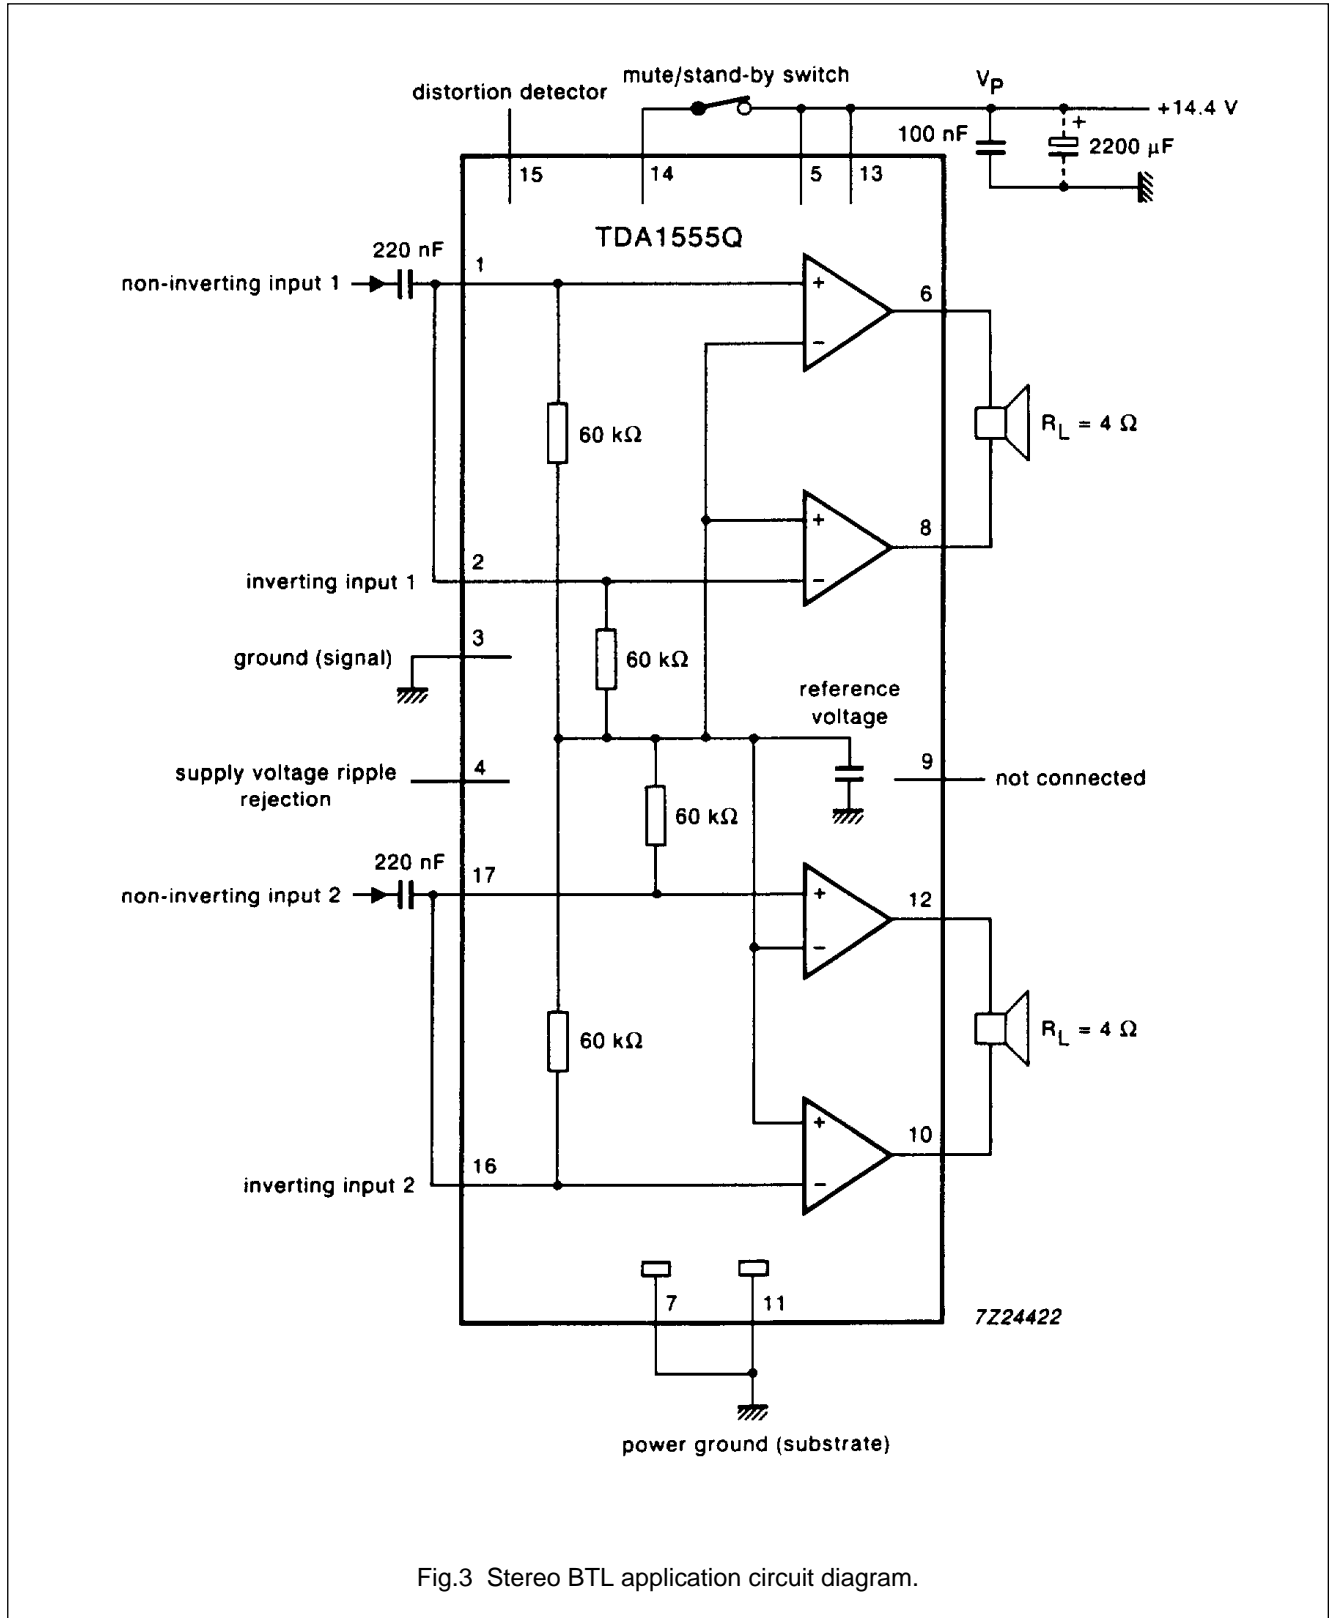 mute/stand-by switch
V_P
distortion detector
+14.4 V
100 nF
+
2200 µF
15
14
5
13
TDA1555Q
220 nF
1
non-inverting input 1
+
6
−
60 kΩ
R_L = 4 Ω
+
8
2
inverting input 1
−
3
ground (signal)
60 kΩ
reference
voltage
supply voltage ripple
rejection
4
9
not connected
60 kΩ
220 nF
17
non-inverting input 2
+
12
−
60 kΩ
R_L = 4 Ω
+
10
16
inverting input 2
−
7
11
7Z24422
power ground (substrate)
Fig.3 Stereo BTL application circuit diagram.